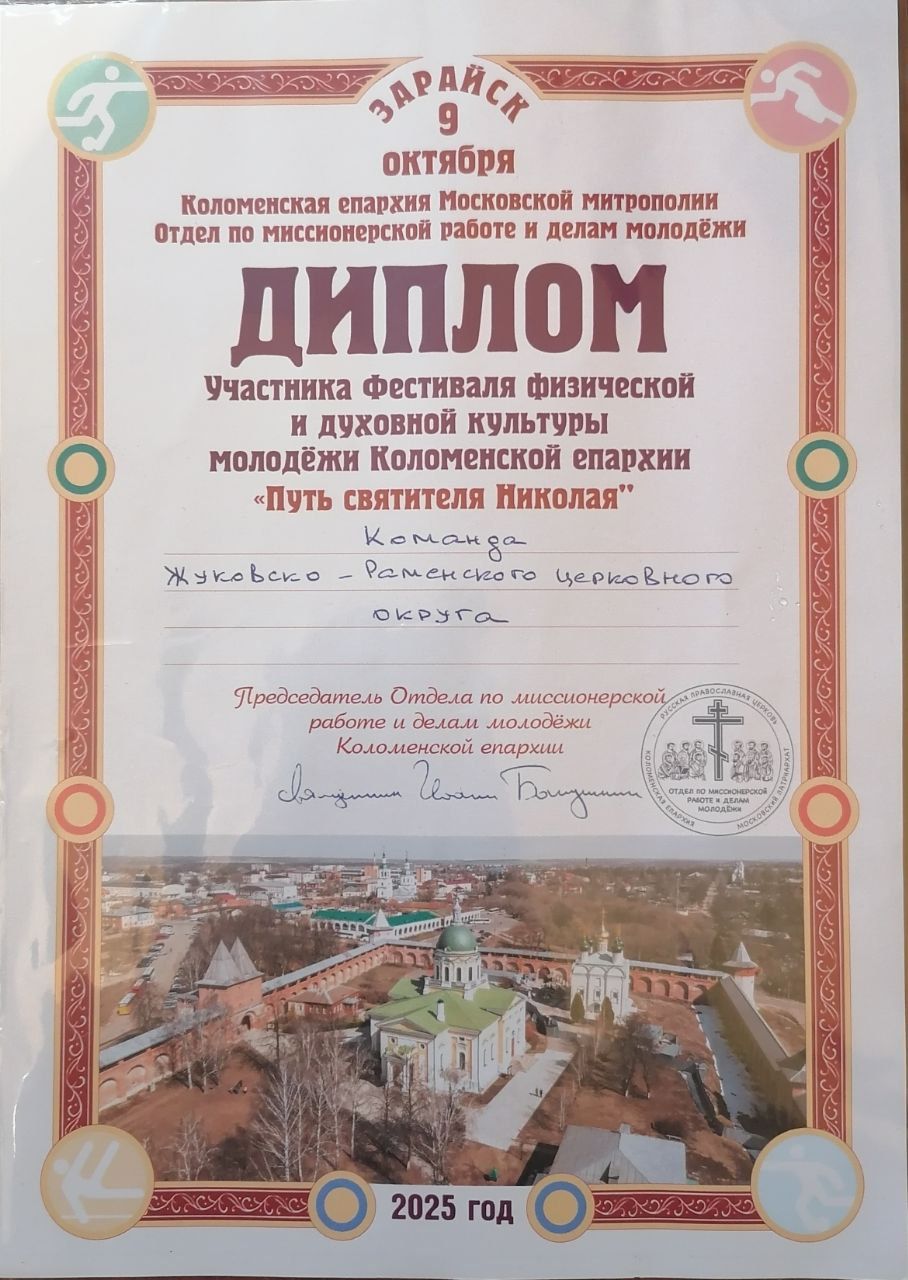 ЗАРАЙСК
9
октября
Коломенская епархия Московской митрополии
Отдел по миссионерской работе и делам молодёжи
ДИПЛОМ
Участника Фестиваля физической
и духовной культуры
молодёжи Коломенской епархии
«Путь святителя Николая"
Команда
Жуковско – Раменского церковного
округа
Председатель Отдела по миссионерской
работе и делам молодёжи
Коломенской епархии
священник Иоанн
РУССКАЯ ПРАВОСЛАВНАЯ ЦЕРКОВЬ
КОЛОМЕНСКАЯ ЕПАРХИЯ
МОСКОВСКИЙ ПАТРИАРХАТ
ОТДЕЛ ПО МИССИОНЕРСКОЙ
РАБОТЕ И ДЕЛАМ
МОЛОДЁЖИ
2025 год